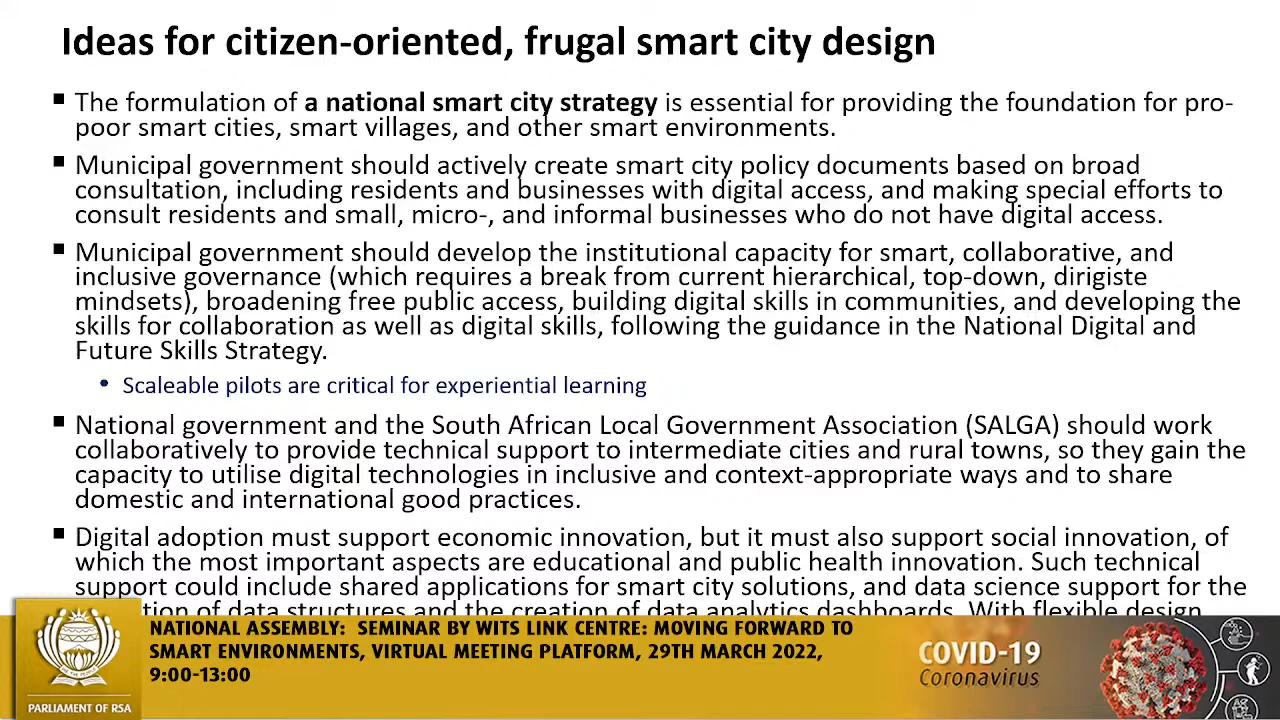 Ideas for citizen-oriented, frugal smart city design
▪ The formulation of a national smart city strategy is essential for providing the foundation for pro-
poor smart cities, smart villages, and other smart environments.
▪ Municipal government should actively create smart city policy documents based on broad
consultation, including residents and businesses with digital access, and making special efforts to
consult residents and small, micro-, and informal businesses who do not have digital access.
▪ Municipal government should develop the institutional capacity for smart, collaborative, and
inclusive governance (which requires a break from current hierarchical, top-down, dirigiste
mindsets), broadening free public access, building digital skills in communities, and developing the
skills for collaboration as well as digital skills, following the guidance in the National Digital and
Future Skills Strategy.
• Scaleable pilots are critical for experiential learning
▪ National government and the South African Local Government Association (SALGA) should work
collaboratively to provide technical support to intermediate cities and rural towns, so they gain the
capacity to utilise digital technologies in inclusive and context-appropriate ways and to share
domestic and international good practices.
▪ Digital adoption must support economic innovation, but it must also support social innovation, of
which the most important aspects are educational and public health innovation. Such technical
support could include shared applications for smart city solutions, and data science support for the
of data structures and the creation of data analytics dashboards. With flexible design
NATIONAL ASSEMBLY: SEMINAR BY WITS LINK CENTRE: MOVING FORWARD TO
SMART ENVIRONMENTS, VIRTUAL MEETING PLATFORM, 29TH MARCH 2022,
9:00-13:00
PARLIAMENT OF RSA
COVID-19
Coronavirus